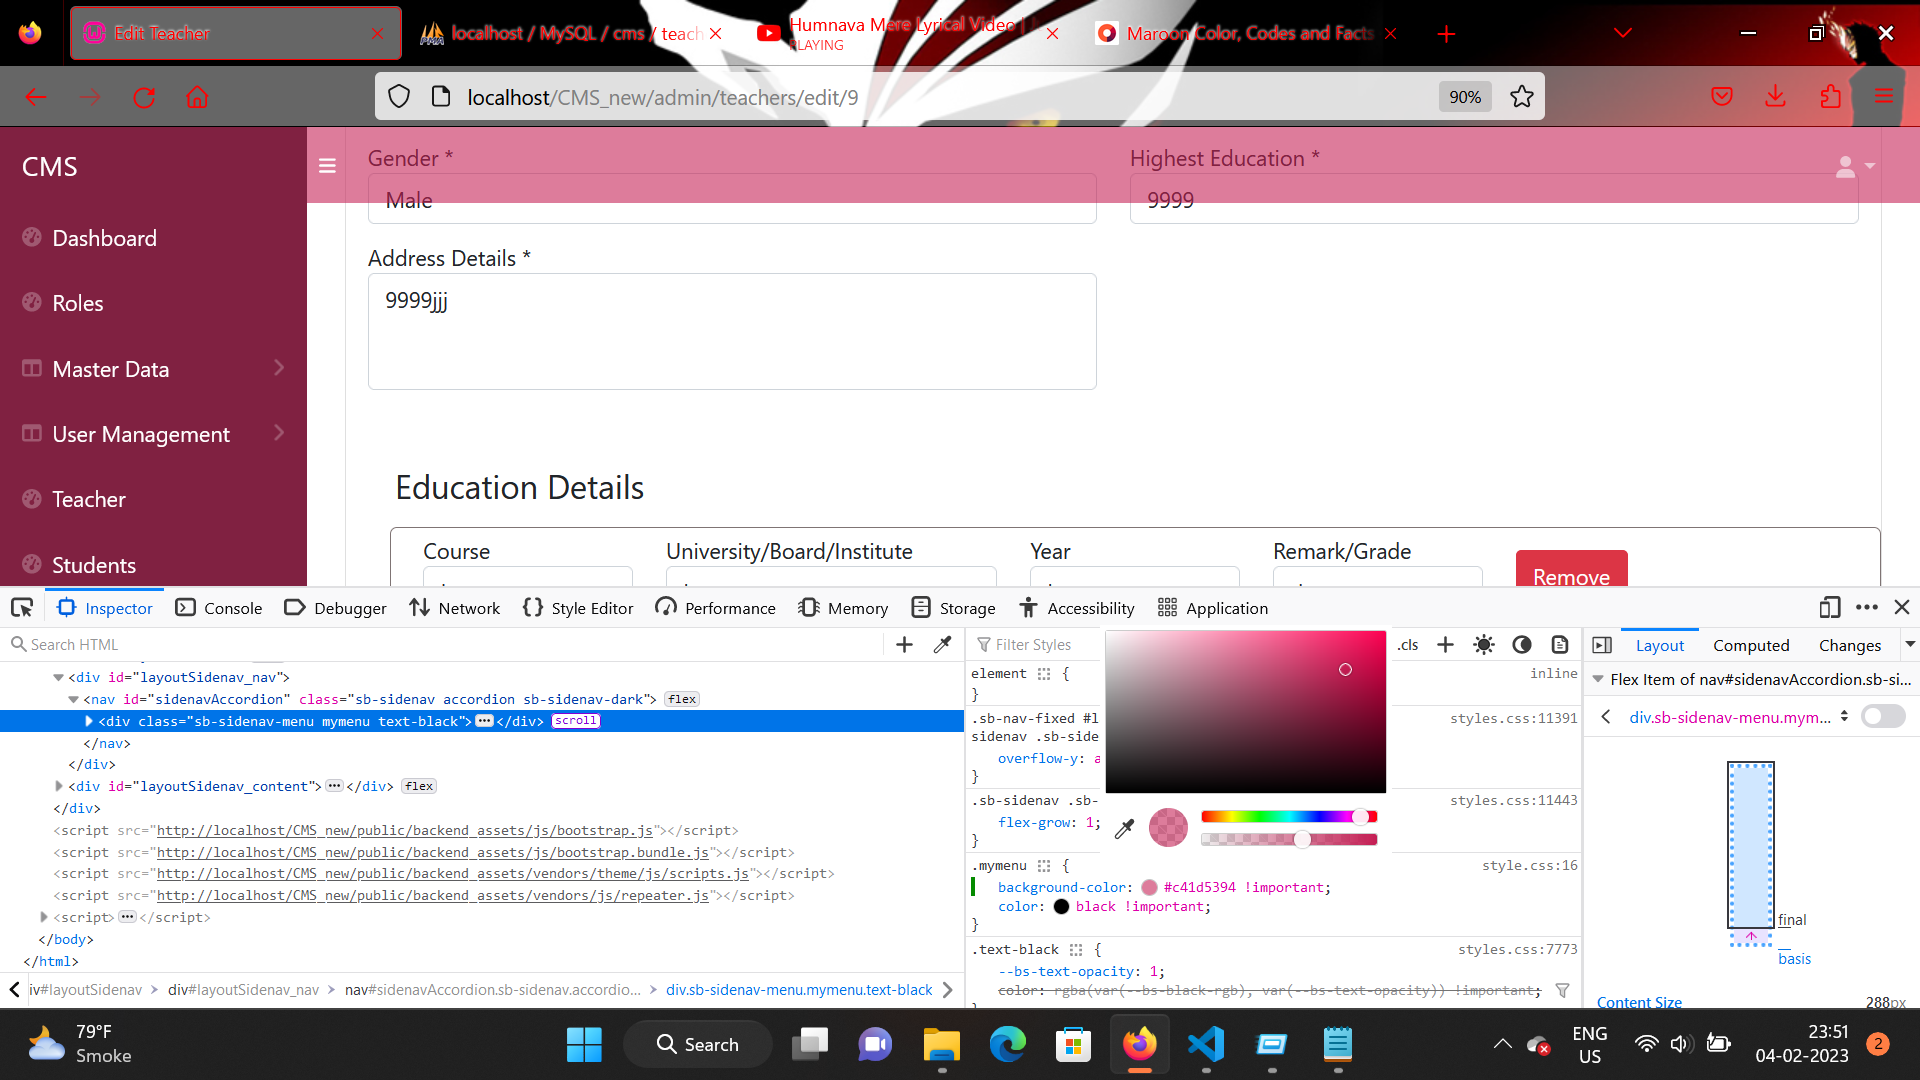 Edit Teacher
localhost / MySQL / cms / teach
Humnava Mere Lyrical Video |
PLAYING
Maroon Color, Codes and Facts
localhost/CMS_new/admin/teachers/edit/9
90%
CMS
Dashboard
Roles
Master Data
User Management
Teacher
Students
Gender *
Highest Education *
Male
9999
Address Details *
9999jjj
Education Details
Course
University/Board/Institute
Year
Remark/Grade
Remove
Inspector
Console
Debugger
Network
Style Editor
Performance
Memory
Storage
Accessibility
Application
Search HTML
<div id="layoutSidenav_nav">
<nav id="sidenavAccordion" class="sb-sidenav accordion sb-sidenav-dark"> flex
<div class="sb-sidenav-menu mymenu text-black"> ••• </div> scroll
</nav>
</div>
<div id="layoutSidenav_content"> ••• </div> flex
</div>
<script src="http://localhost/CMS_new/public/backend_assets/js/bootstrap.js"></script>
<script src="http://localhost/CMS_new/public/backend_assets/js/bootstrap.bundle.js"></script>
<script src="http://localhost/CMS_new/public/backend_assets/vendors/theme/js/scripts.js"></script>
<script src="http://localhost/CMS_new/public/backend_assets/vendors/js/repeater.js"></script>
<script> ••• </script>
</body>
</html>
iv#layoutSidenav
div#layoutSidenav_nav
nav#sidenavAccordion.sb-sidenav.accordio...
div.sb-sidenav-menu.mymenu.text-black
Filter Styles
.cls
element {
inline
}
.sb-nav-fixed #l
styles.css:11391
sidenav .sb-side
overflow-y: a
}
.sb-sidenav .sb-
styles.css:11443
flex-grow: 1;
}
.mymenu {
style.css:16
background-color: #c41d5394 !important;
color: black !important;
}
.text-black {
styles.css:7773
--bs-text-opacity: 1;
color: rgba(var(--bs-black-rgb), var(--bs-text-opacity)) !important;
Layout
Computed
Changes
Flex Item of nav#sidenavAccordion.sb-si...
div.sb-sidenav-menu.mym...
final
basis
Content Size
288px
79°F
Smoke
Search
ENG
US
23:51
04-02-2023
2